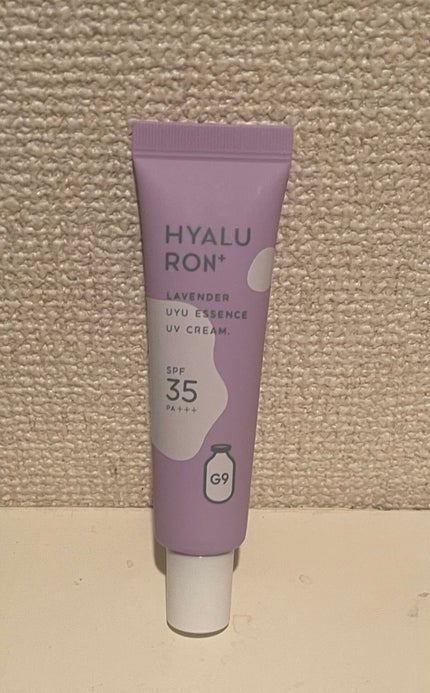 HYALU
RON+
LAVENDER
UYU ESSENCE
UV CREAM.
SPF
35
PA+++
G9